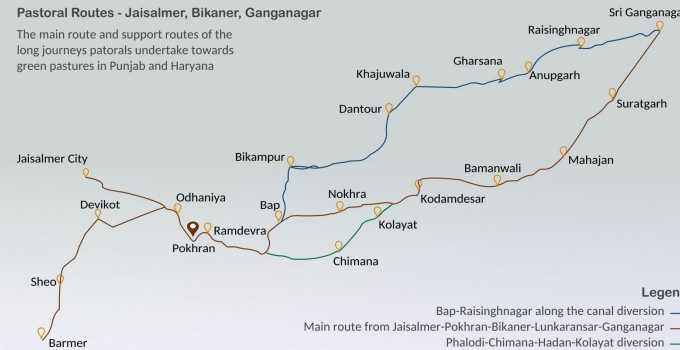 Pastoral Routes - Jaisalmer, Bikaner, Ganganagar
The main route and support routes of the
long journeys patorals undertake towards
green pastures in Punjab and Haryana
Sri Ganganaga
Raisinghnagar
Gharsana
Anupgarh
Khajuwala
Suratgarh
Dantour
Mahajan
Bikampur
Jaisalmer City
Bamanwali
Odhaniya
Nokhra
Kodamdesar
Devikot
Bap
Kolayat
Ramdevra
Pokhran
Chimana
Sheo
Barmer
Legen
Bap-Raisinghnagar along the canal diversion
Main route from Jaisalmer-Pokhran-Bikaner-Lunkaransar-Ganganagar
Phalodi-Chimana-Hadan-Kolayat diversion